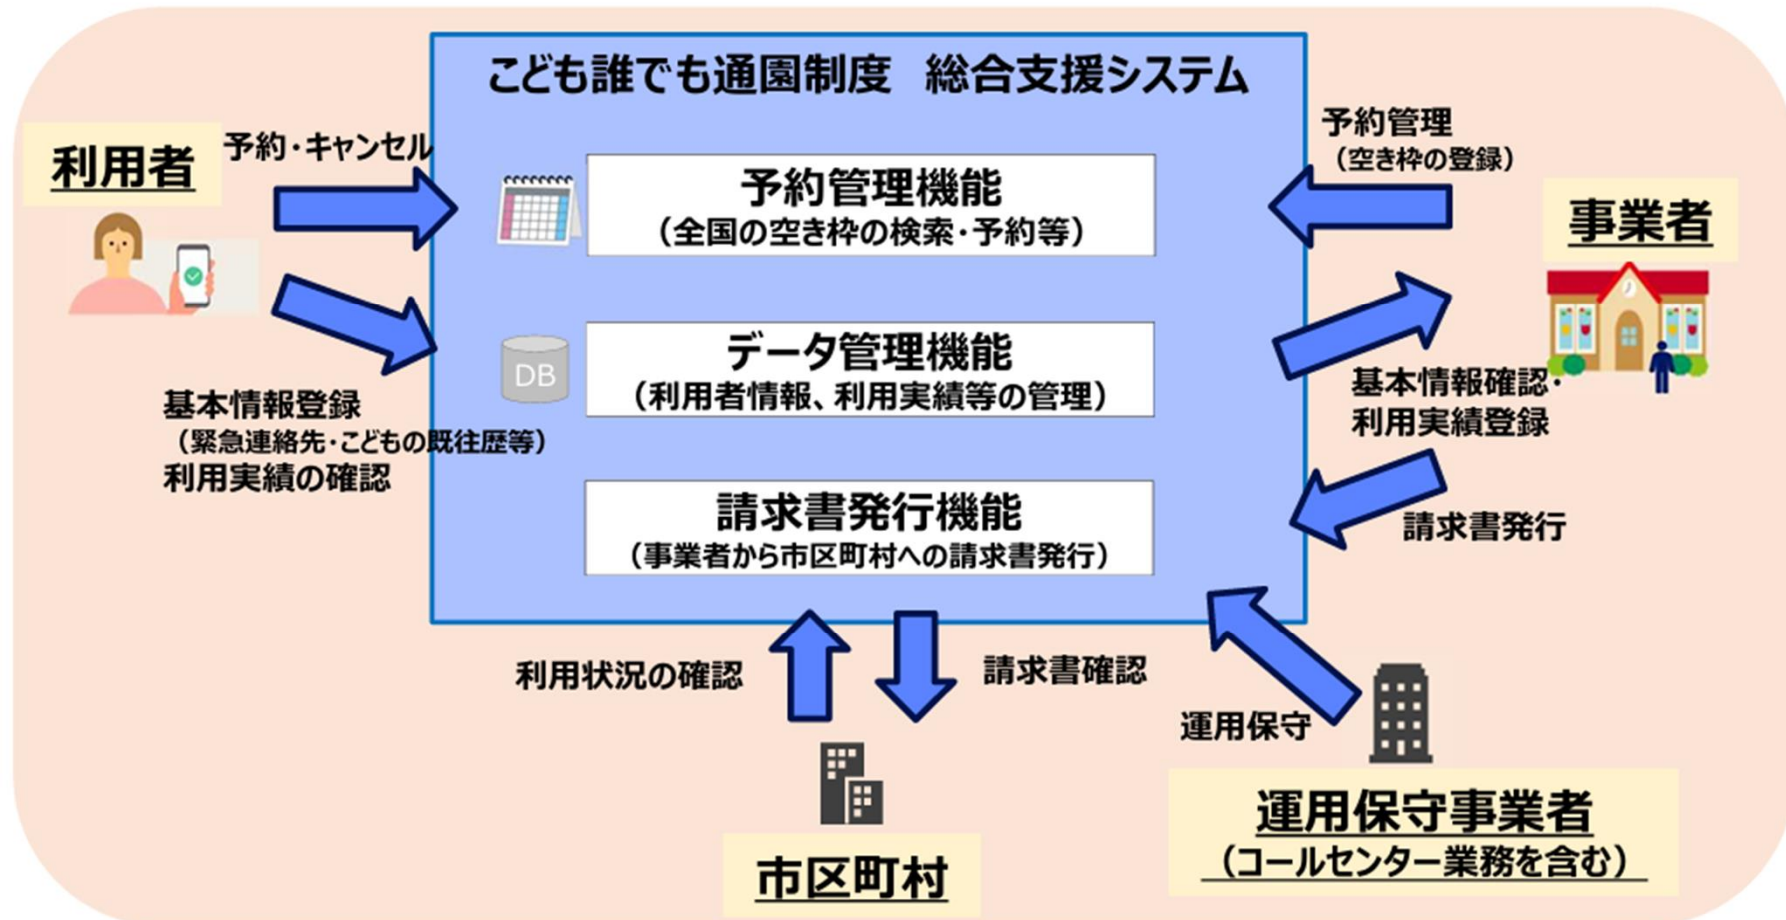 こども誰でも通園制度　総合支援システム
利用者
予約・キャンセル
基本情報登録
（緊急連絡先・こどもの既往歴等）
利用実績の確認
予約管理機能
（全国の空き枠の検索・予約等）
DB
データ管理機能
（利用者情報、利用実績等の管理）
請求書発行機能
（事業者から市区町村への請求書発行）
予約管理
（空き枠の登録）
事業者
基本情報確認・
利用実績登録
請求書発行
利用状況の確認
請求書確認
市区町村
運用保守
運用保守事業者
（コールセンター業務を含む）